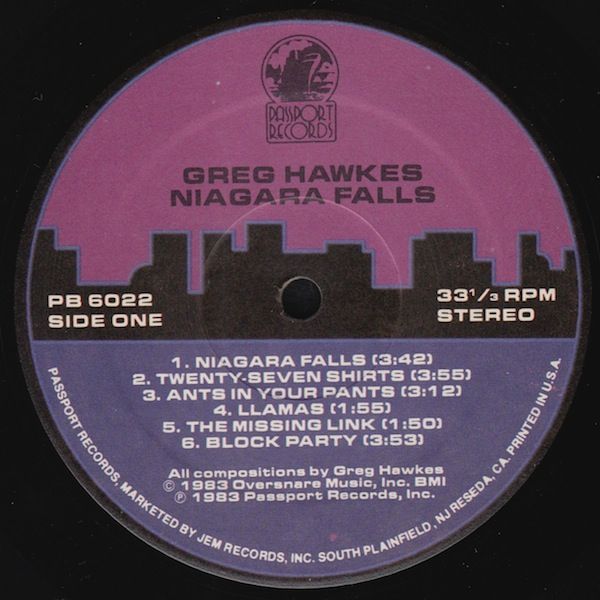 PASSPORT
RECORDS
GREG HAWKES
NIAGARA FALLS
PB 6022
SIDE ONE
33 1/3 RPM
STEREO
1. NIAGARA FALLS (3:42)
2. TWENTY-SEVEN SHIRTS (3:55)
3. ANTS IN YOUR PANTS (3:12)
4. LLAMAS (1:55)
5. THE MISSING LINK (1:50)
6. BLOCK PARTY (3:53)
All compositions by Greg Hawkes
© 1983 Oversnare Music, Inc. BMI
℗ 1983 Passport Records, Inc.
PASSPORT RECORDS, MARKETED BY JEM RECORDS, INC. SOUTH PLAINFIELD, NJ RESEDA, CA. PRINTED IN U.S.A.